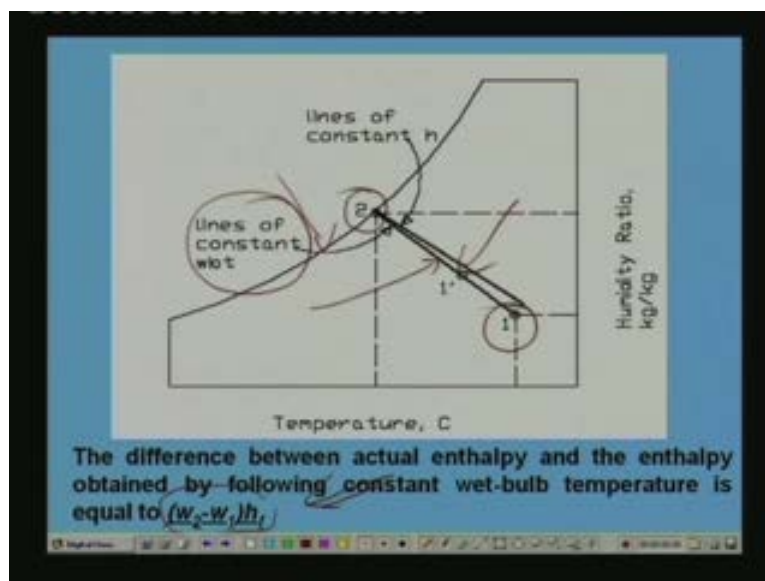 lines of
constant h
2
lines of
constant
wbt
1'
1
Humidity Ratio,
kg/kg
Temperature, C
The difference between actual enthalpy and the enthalpy
obtained by following constant wet-bulb temperature is
equal to (w2-w1)hf